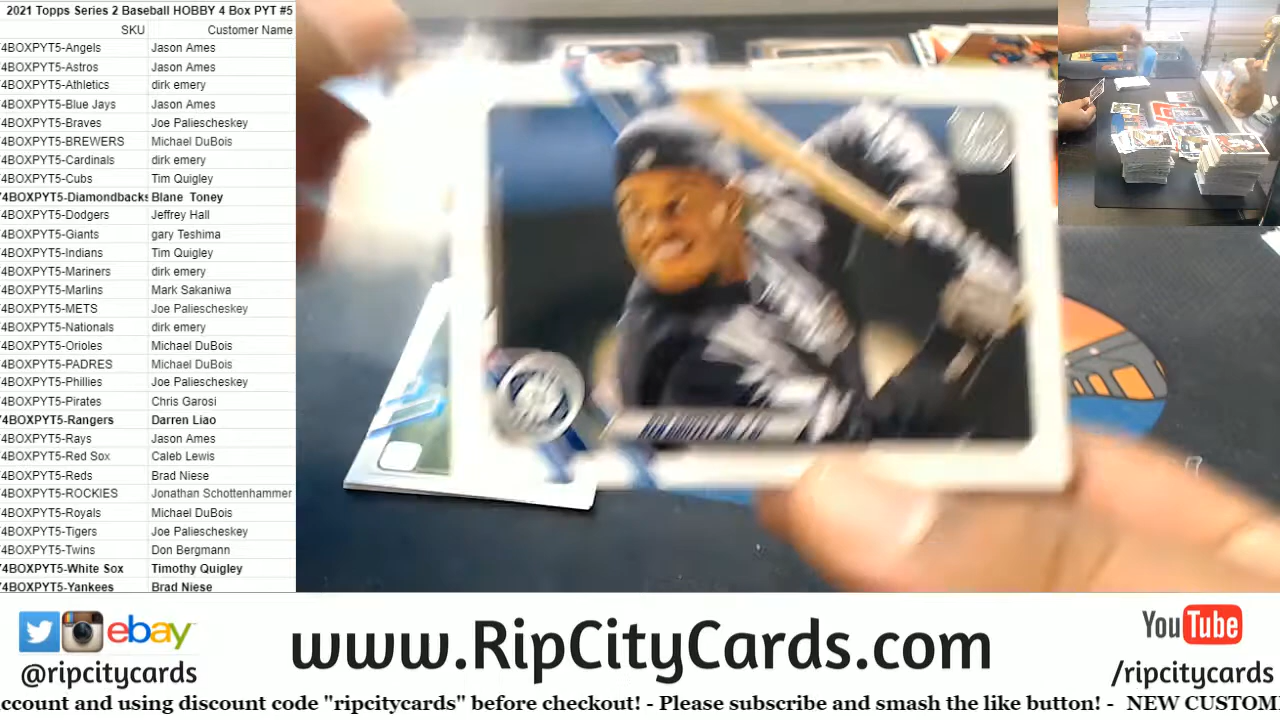 2021 Topps Series 2 Baseball HOBBY 4 Box PYT #5
SKU Customer Name
4BOXPYT5-Angels Jason Ames
4BOXPYT5-Astros Jason Ames
4BOXPYT5-Athletics dirk emery
4BOXPYT5-Blue Jays Jason Ames
4BOXPYT5-Braves Joe Paliescheskey
4BOXPYT5-BREWERS Michael DuBois
4BOXPYT5-Cardinals dirk emery
4BOXPYT5-Cubs Tim Quigley
4BOXPYT5-Diamondbacks Blane Toney
4BOXPYT5-Dodgers Jeffrey Hall
4BOXPYT5-Giants gary Teshima
4BOXPYT5-Indians Tim Quigley
4BOXPYT5-Mariners dirk emery
4BOXPYT5-Marlins Mark Sakaniwa
4BOXPYT5-METS Joe Paliescheskey
4BOXPYT5-Nationals dirk emery
4BOXPYT5-Orioles Michael DuBois
4BOXPYT5-PADRES Michael DuBois
4BOXPYT5-Phillies Joe Paliescheskey
4BOXPYT5-Pirates Chris Garosi
4BOXPYT5-Rangers Darren Liao
4BOXPYT5-Rays Jason Ames
4BOXPYT5-Red Sox Caleb Lewis
4BOXPYT5-Reds Brad Niese
4BOXPYT5-ROCKIES Jonathan Schottenhammer
4BOXPYT5-Royals Michael DuBois
4BOXPYT5-Tigers Joe Paliescheskey
4BOXPYT5-Twins Don Bergmann
4BOXPYT5-White Sox Timothy Quigley
4BOXPYT5-Yankees Brad Niese
ebay
@ripcitycards
www.RipCityCards.com
YouTube
/ripcitycards
ccount and using discount code "ripcitycards" before checkout! - Please subscribe and smash the like button! - NEW CUSTOM